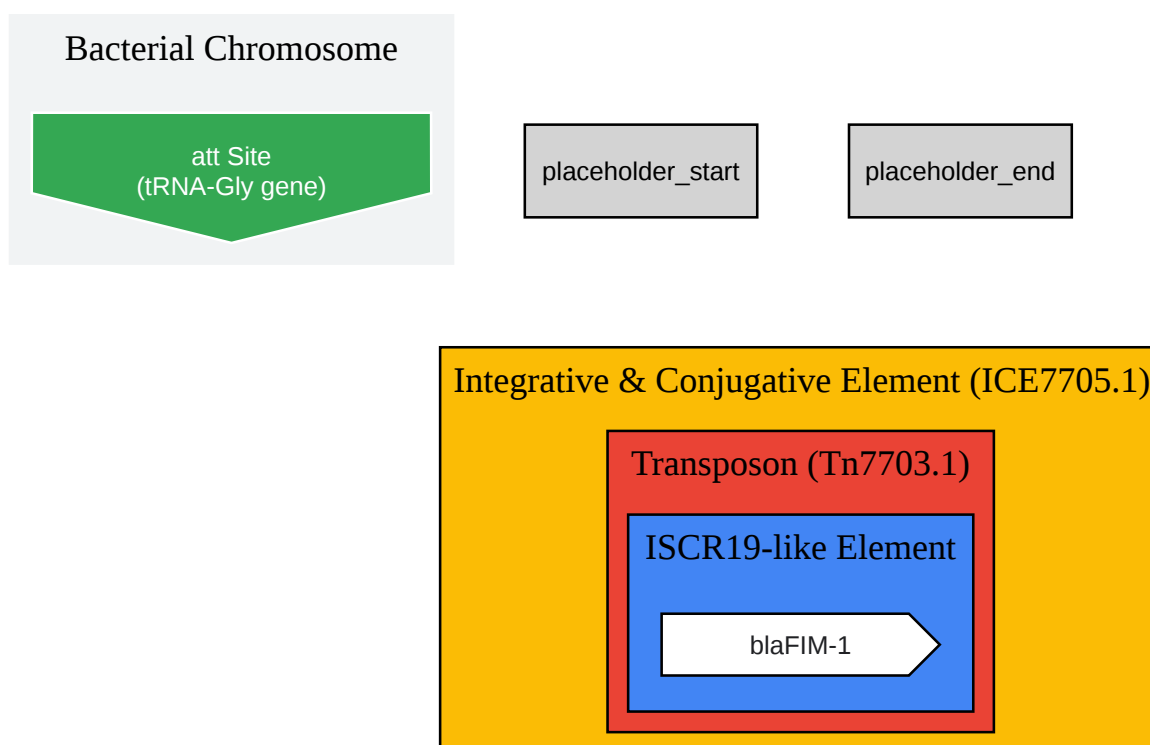 Bacterial Chromosome
att Site
(tRNA-Gly gene)
placeholder_start
placeholder_end
Integrative & Conjugative Element (ICE7705.1)
Transposon (Tn7703.1)
ISCR19-like Element
blaFIM-1